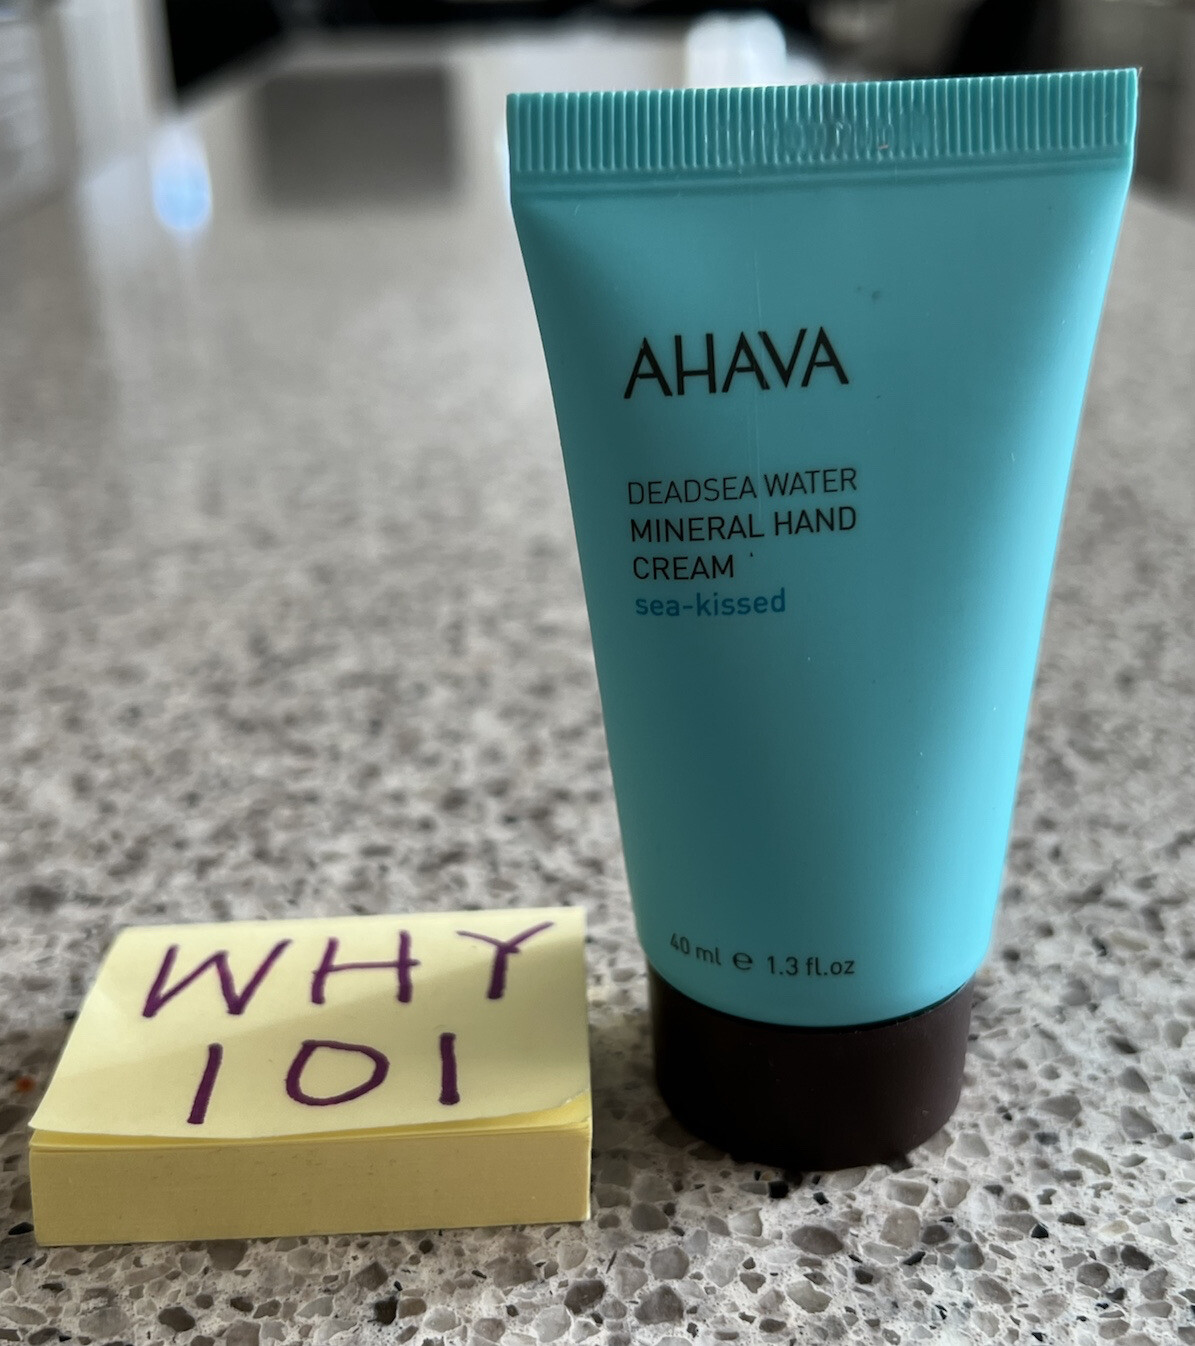 AHAVA
DEADSEA WATER
MINERAL HAND
CREAM
sea-kissed
40 ml e 1.3 fl.oz
WHY
101